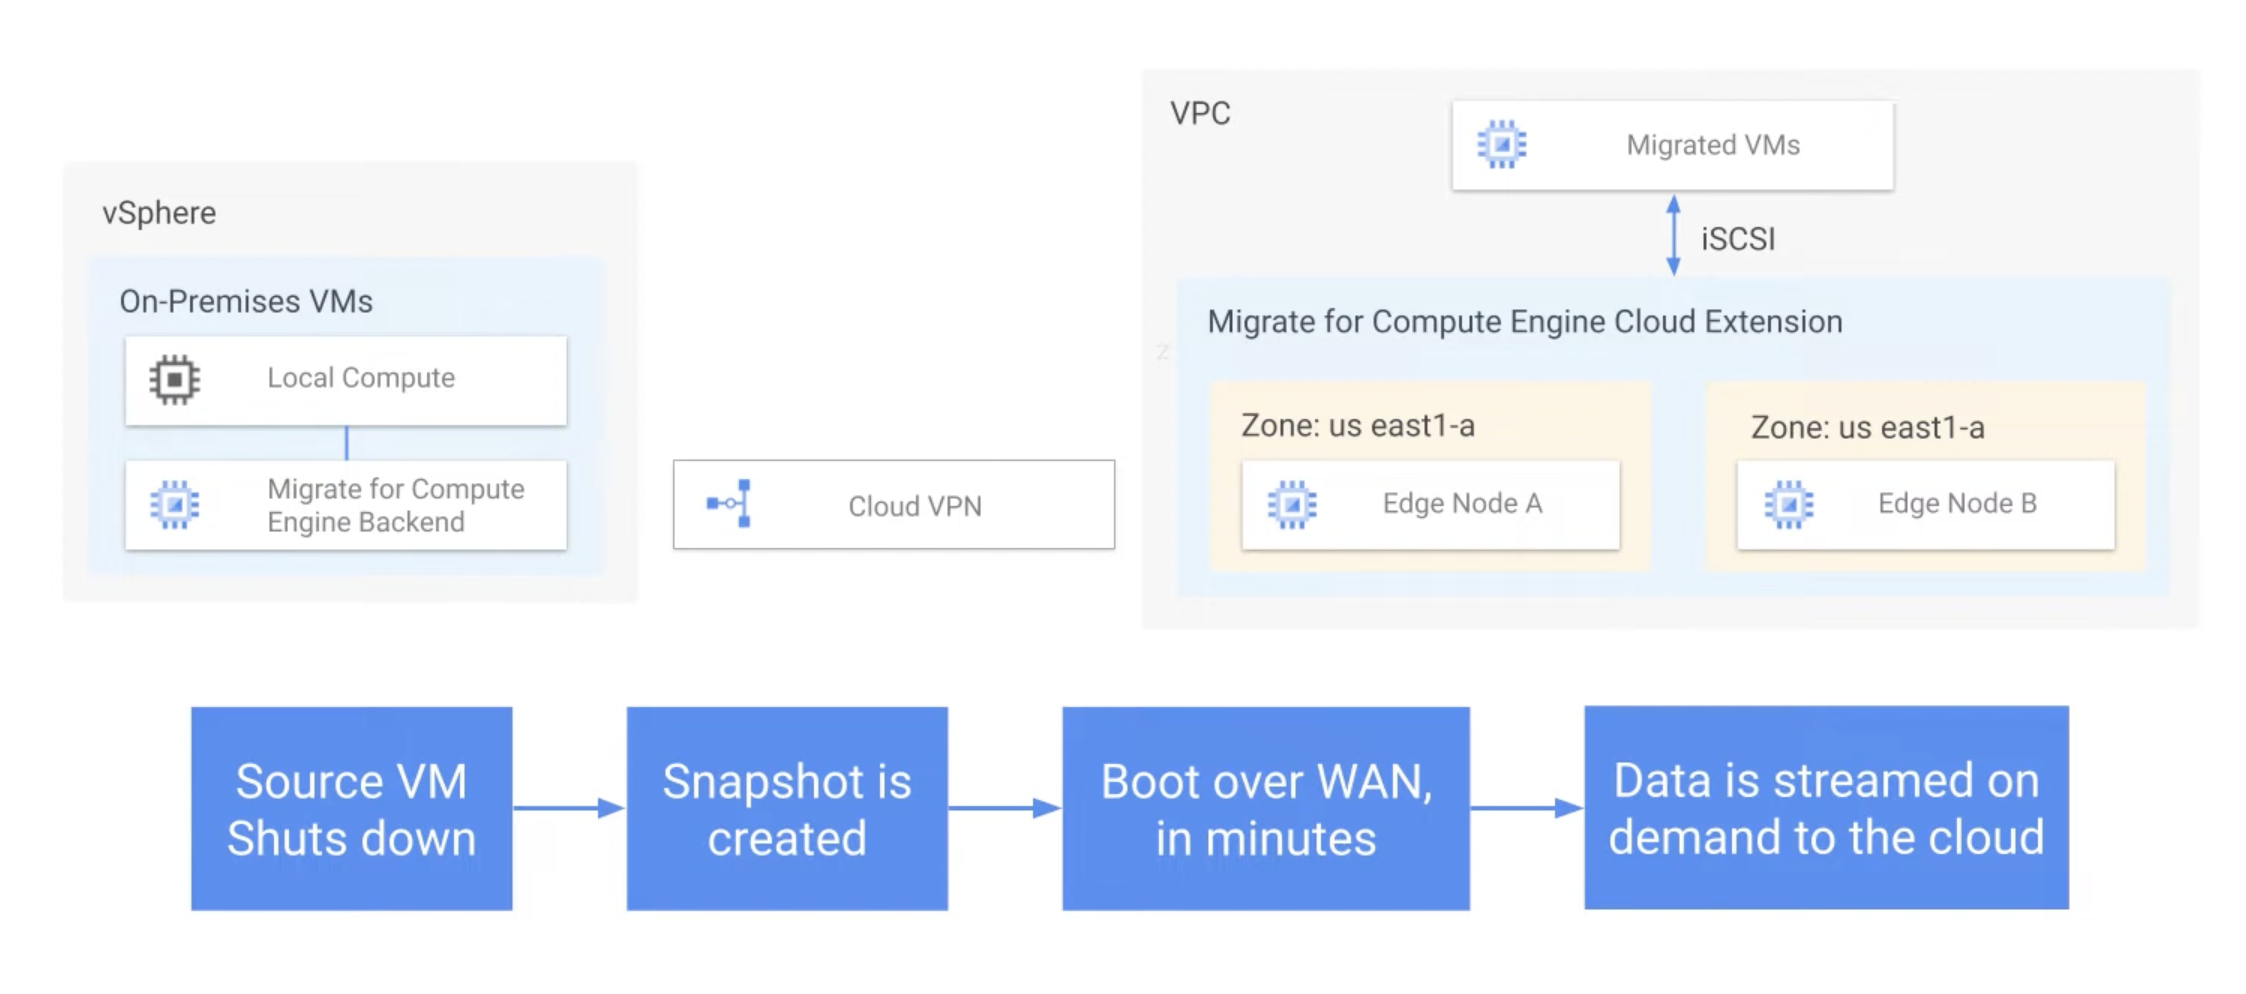 vSphere
On-Premises VMs
Local Compute
Migrate for Compute
Engine Backend
Cloud VPN
VPC
Migrated VMs
iSCSI
z
Migrate for Compute Engine Cloud Extension
Zone: us east1-a
Edge Node A
Zone: us east1-a
Edge Node B
Source VM
Shuts down
Snapshot is
created
Boot over WAN,
in minutes
Data is streamed on
demand to the cloud